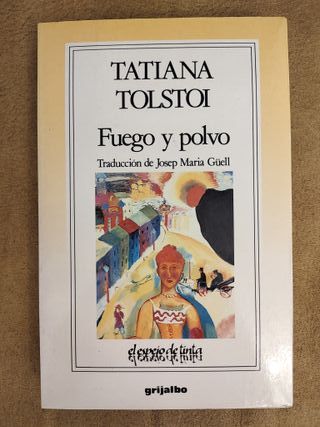 TATIANA
TOLSTOI
Fuego y polvo
Traducción de Josep Maria Güell
el espejo de tinta
grijalbo